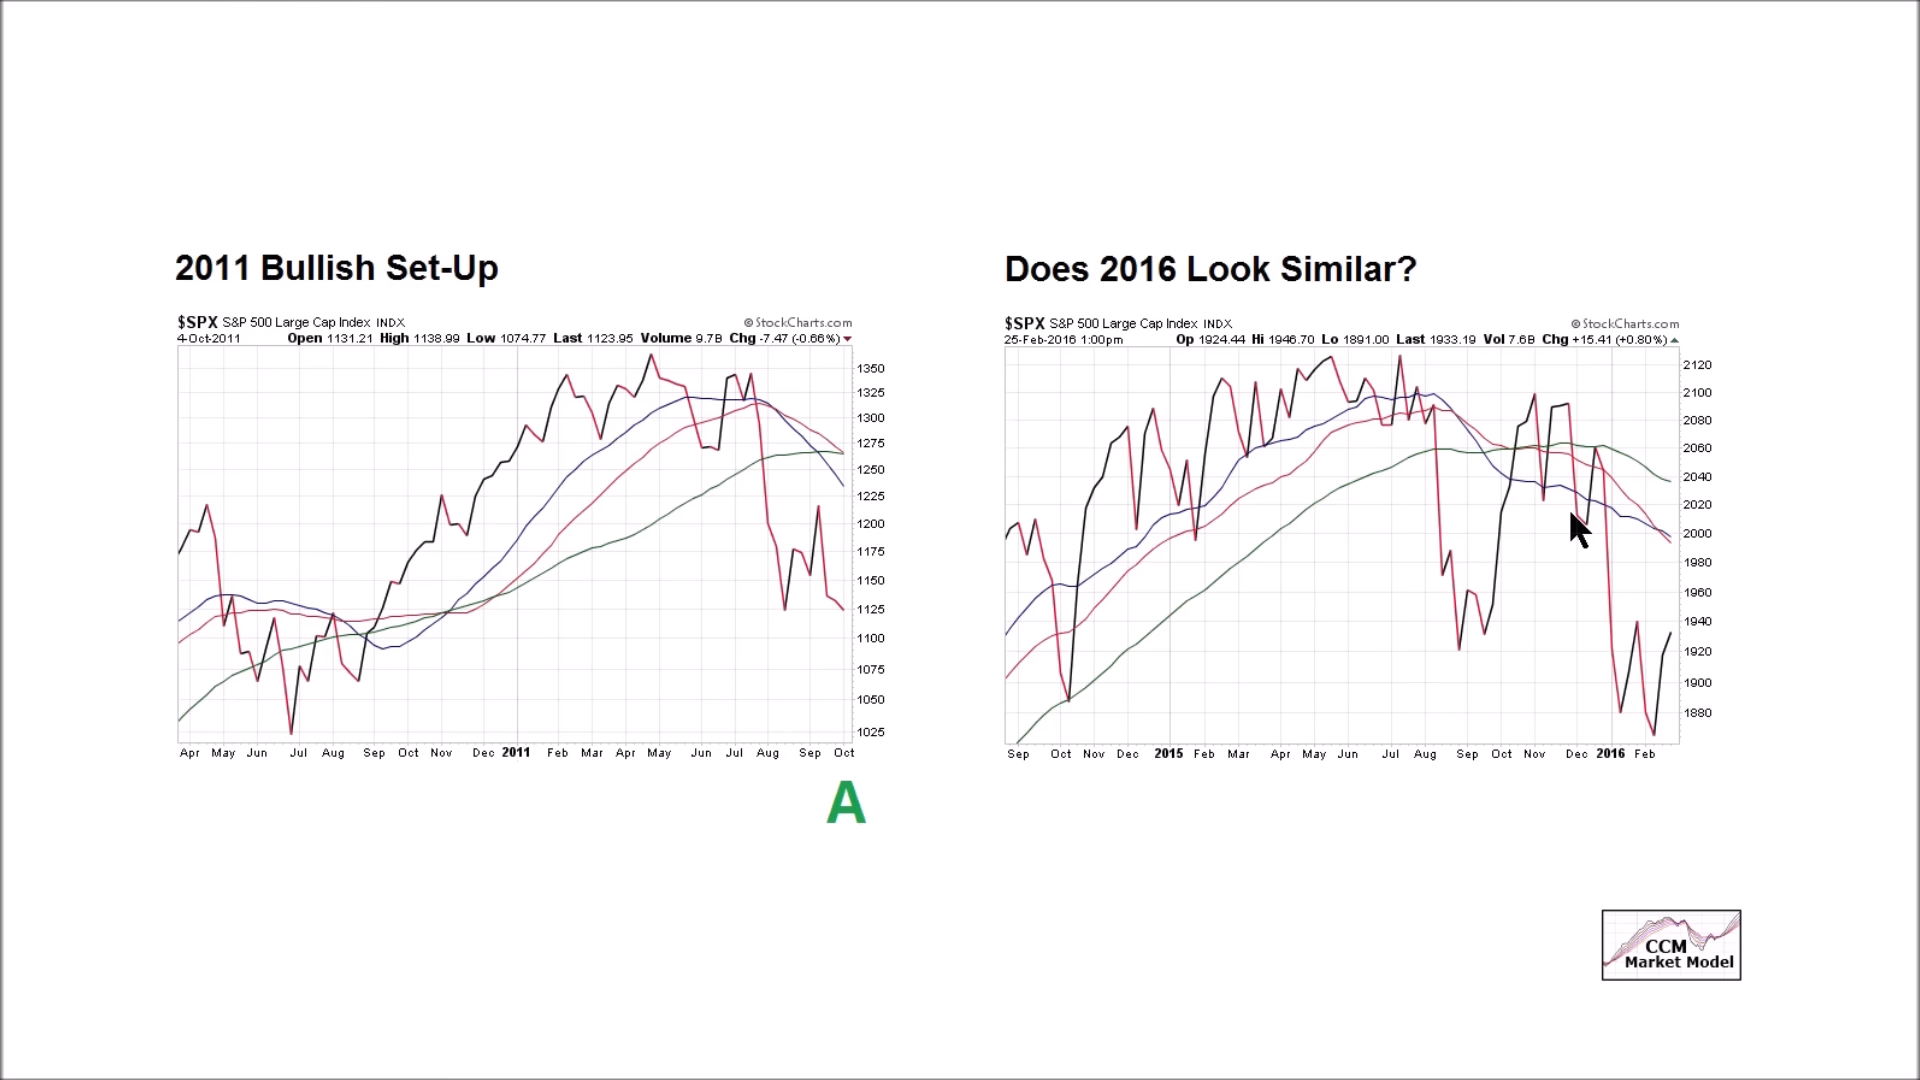 2011 Bullish Set-Up
$SPX S&P 500 Large Cap Index INDX © StockCharts.com
4-Oct-2011 Open 1131.21 High 1138.99 Low 1074.77 Last 1123.95 Volume 9.7B Chg -7.47 (-0.66%)
1350
1325
1300
1275
1250
1225
1200
1175
1150
1125
1100
1075
1050
1025
Apr May Jun Jul Aug Sep Oct Nov Dec 2011 Feb Mar Apr May Jun Jul Aug Sep Oct
A
Does 2016 Look Similar?
$SPX S&P 500 Large Cap Index INDX © StockCharts.com
25-Feb-2016 1:00pm Op 1924.44 Hi 1946.70 Lo 1891.00 Last 1933.19 Vol 7.6B Chg +15.41 (+0.80%)
2120
2100
2080
2060
2040
2020
2000
1980
1960
1940
1920
1900
1880
Sep Oct Nov Dec 2015 Feb Mar Apr May Jun Jul Aug Sep Oct Nov Dec 2016 Feb
CCM
Market Model